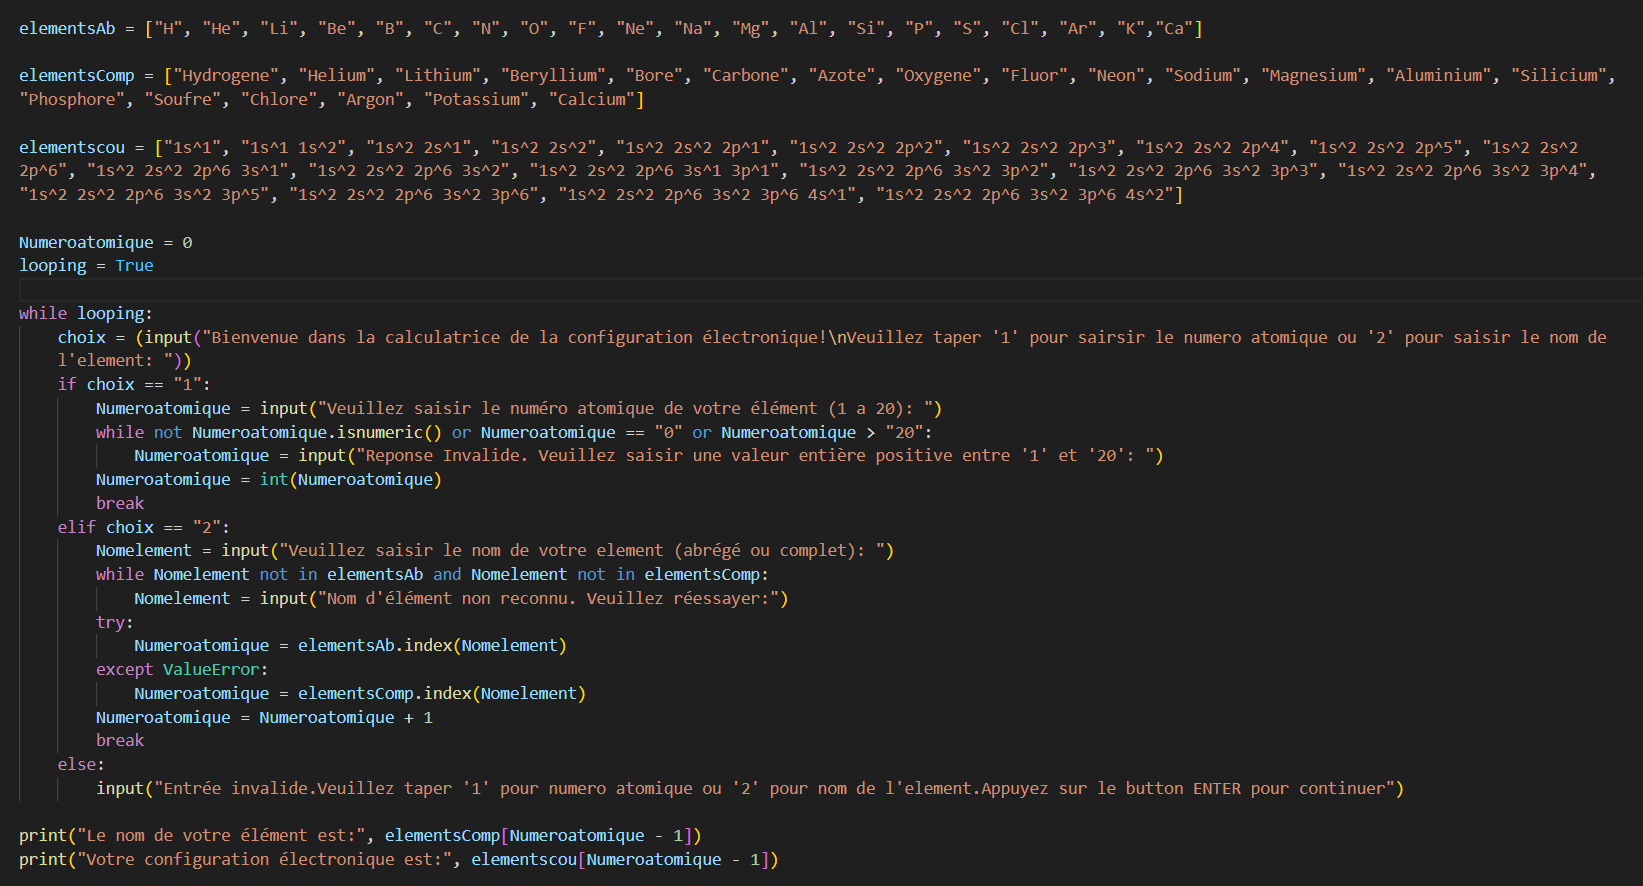 elementsAb = ["H", "He", "Li", "Be", "B", "C", "N", "O", "F", "Ne", "Na", "Mg", "Al", "Si", "P", "S", "Cl", "Ar", "K","Ca"]
elementsComp = ["Hydrogene", "Helium", "Lithium", "Beryllium", "Bore", "Carbone", "Azote", "Oxygene", "Fluor", "Neon", "Sodium", "Magnesium", "Aluminium", "Silicium",
"Phosphore", "Soufre", "Chlore", "Argon", "Potassium", "Calcium"]
elementscou = ["1s^1", "1s^1 1s^2", "1s^2 2s^1", "1s^2 2s^2", "1s^2 2s^2 2p^1", "1s^2 2s^2 2p^2", "1s^2 2s^2 2p^3", "1s^2 2s^2 2p^4", "1s^2 2s^2 2p^5", "1s^2 2s^2
2p^6", "1s^2 2s^2 2p^6 3s^1", "1s^2 2s^2 2p^6 3s^2", "1s^2 2s^2 2p^6 3s^1 3p^1", "1s^2 2s^2 2p^6 3s^2 3p^2", "1s^2 2s^2 2p^6 3s^2 3p^3", "1s^2 2s^2 2p^6 3s^2 3p^4",
"1s^2 2s^2 2p^6 3s^2 3p^5", "1s^2 2s^2 2p^6 3s^2 3p^6", "1s^2 2s^2 2p^6 3s^2 3p^6 4s^1", "1s^2 2s^2 2p^6 3s^2 3p^6 4s^2"]
Numeroatomique = 0
looping = True
while looping:
    choix = (input("Bienvenue dans la calculatrice de la configuration électronique!\nVeuillez taper '1' pour sairsir le numero atomique ou '2' pour saisir le nom de
    l'element: "))
    if choix == "1":
        Numeroatomique = input("Veuillez saisir le numéro atomique de votre élément (1 a 20): ")
        while not Numeroatomique.isnumeric() or Numeroatomique == "0" or Numeroatomique > "20":
            Numeroatomique = input("Reponse Invalide. Veuillez saisir une valeur entière positive entre '1' et '20': ")
        Numeroatomique = int(Numeroatomique)
        break
    elif choix == "2":
        Nomelement = input("Veuillez saisir le nom de votre element (abrégé ou complet): ")
        while Nomelement not in elementsAb and Nomelement not in elementsComp:
            Nomelement = input("Nom d'élément non reconnu. Veuillez réessayer:")
        try:
            Numeroatomique = elementsAb.index(Nomelement)
        except ValueError:
            Numeroatomique = elementsComp.index(Nomelement)
        Numeroatomique = Numeroatomique + 1
        break
    else:
        input("Entrée invalide.Veuillez taper '1' pour numero atomique ou '2' pour nom de l'element.Appuyez sur le button ENTER pour continuer")
print("Le nom de votre élément est:", elementsComp[Numeroatomique - 1])
print("Votre configuration électronique est:", elementscou[Numeroatomique - 1])